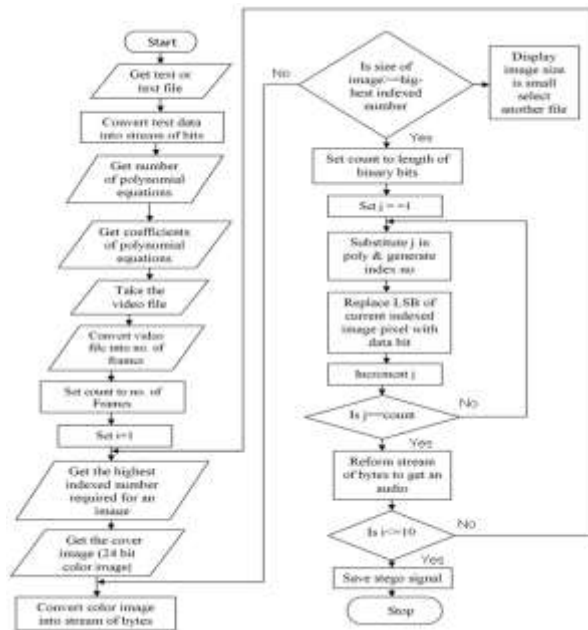 Start
Get text or
text file
Convert text data
into stream of bits
Get number
of polynomial
equations
Get coefficients
of polynomial
equations
Take the
video file
Convert video
file into no. of
frames
Set count to no. of
Frames
Set i=1
Get the highest
indexed number
required for an
image
Get the cover
image (24 bit
color image)
Convert color image
into stream of bytes
No
Is size of
image>=hig-
hest indexed
number
Display
image size
is small
select
another file
Yes
Set count to length of
binary bits
Set j = =1
Substitute j in
poly & generate
index no
Replace LSB of
current indexed
image pixel with
data bit
Increment j
Is j==count
No
Yes
Reform stream
of bytes to get an
audio
Is i<=10
No
Yes
Save stego signal
Stop